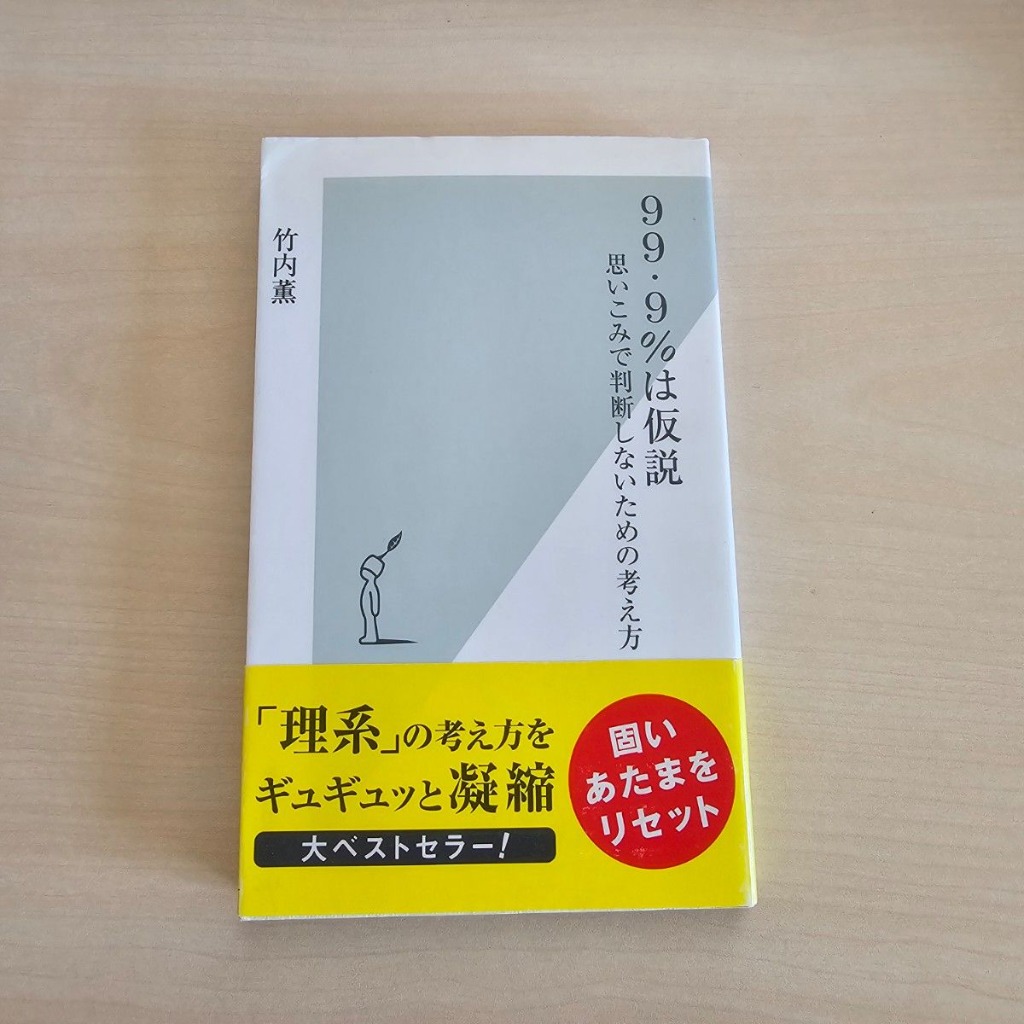 99・9%は仮説
思いこみで判断しないための考え方
竹内薫
「理系」の考え方を
ギュギュッと凝縮
大ベストセラー!
固い
あたまを
リセット